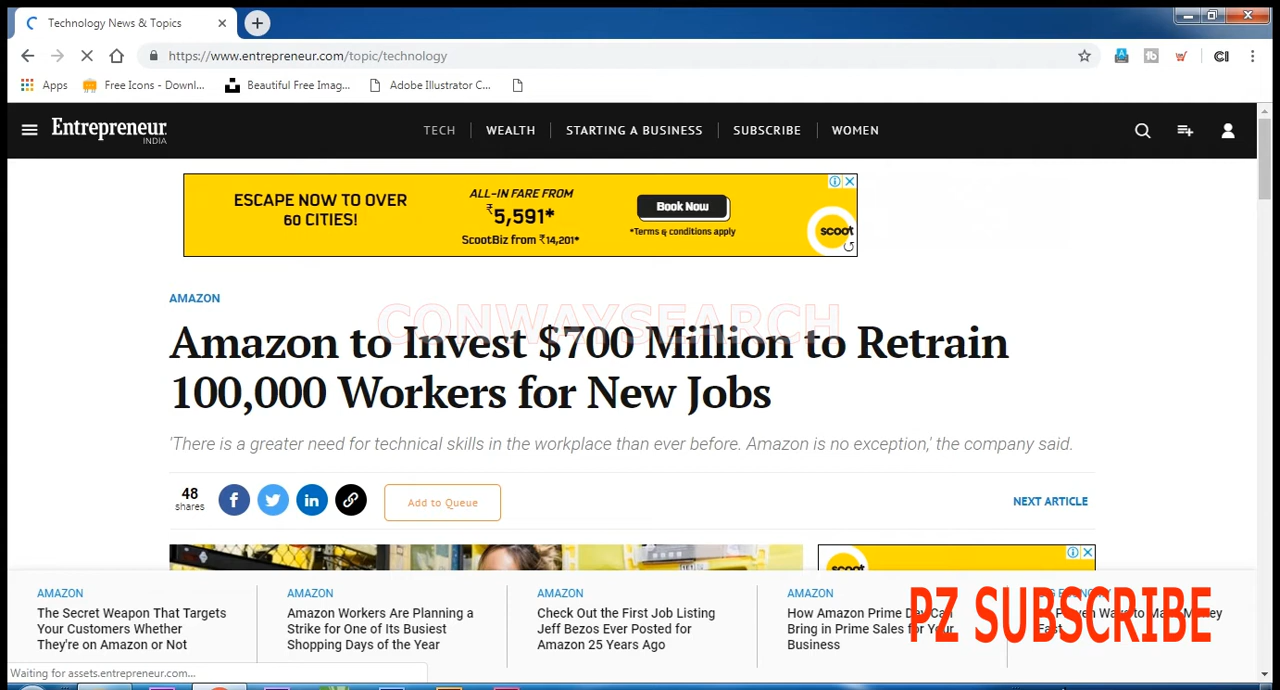 Technology News & Topics
https://www.entrepreneur.com/topic/technology
Apps
Free Icons - Downl...
Beautiful Free Imag...
Adobe Illustrator C...
Entrepreneur
INDIA
TECH
WEALTH
STARTING A BUSINESS
SUBSCRIBE
WOMEN
ESCAPE NOW TO OVER
60 CITIES!
ALL-IN FARE FROM
₹5,591*
ScootBiz from ₹14,201*
Book Now
*Terms & conditions apply
scoot
AMAZON
CONWAYSEARCH
Amazon to Invest $700 Million to Retrain
100,000 Workers for New Jobs
'There is a greater need for technical skills in the workplace than ever before. Amazon is no exception,' the company said.
48
shares
Add to Queue
NEXT ARTICLE
scoot
AMAZON
The Secret Weapon That Targets
Your Customers Whether
They're on Amazon or Not
AMAZON
Amazon Workers Are Planning a
Strike for One of Its Busiest
Shopping Days of the Year
AMAZON
Check Out the First Job Listing
Jeff Bezos Ever Posted for
Amazon 25 Years Ago
AMAZON
How Amazon Prime Day Can
Bring in Prime Sales for Your
Business
Ways to
Fast
PZ SUBSCRIBE
Waiting for assets.entrepreneur.com...